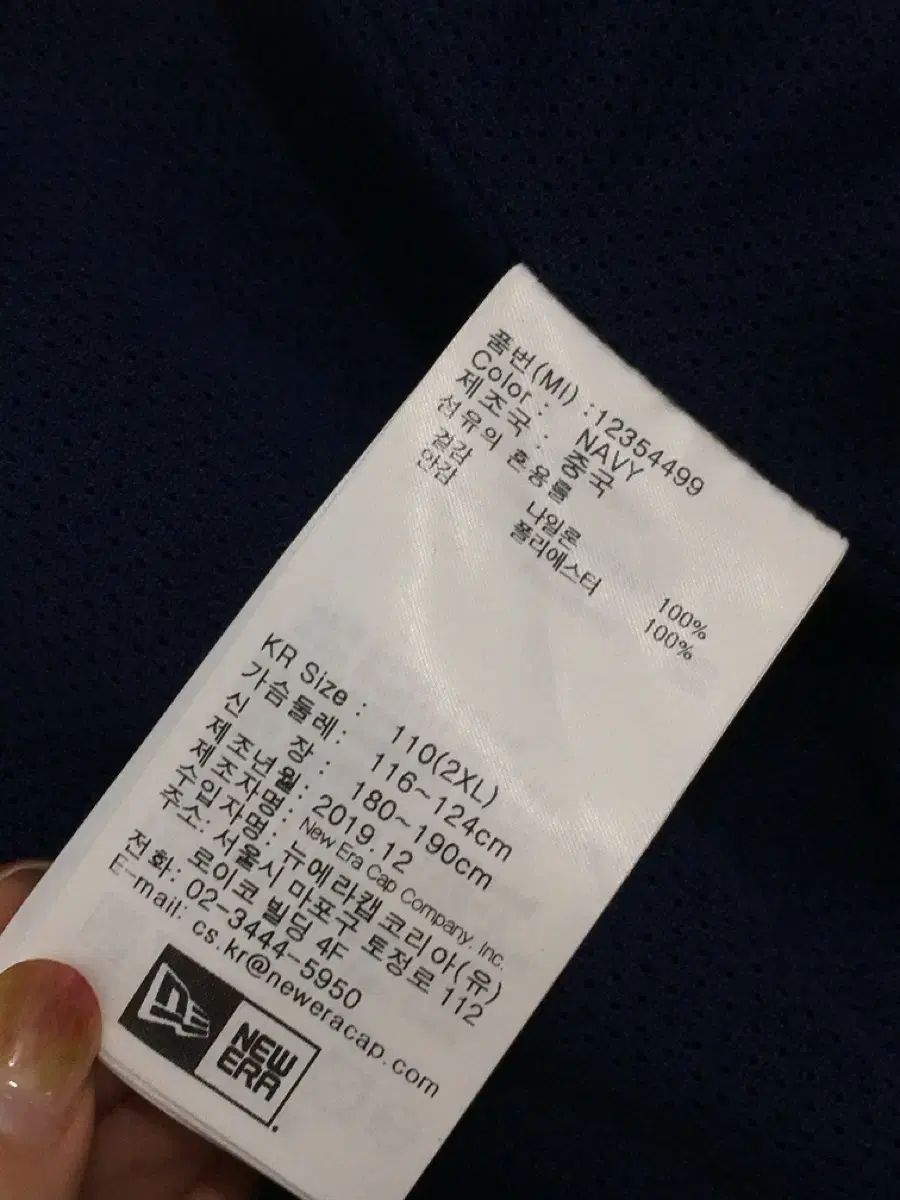 품번(MI) :12354499
Color : NAVY
제조국 : 중국
섬유의 혼용률
겉감 나일론 100%
안감 폴리에스터 100%
KR Size : 110(2XL)
가슴둘레: 116~124cm
신 장 : 180~190cm
제조년월: 2019.12
제조자명: New Era Cap Company, Inc.
수입자명: 뉴에라캡코리아(유)
주소: 서울시 마포구 토정로 112
로이코 빌딩 4F
전화: 02-3444-5950
E-mail: cs.kr@neweracap.com
NEW
ERA